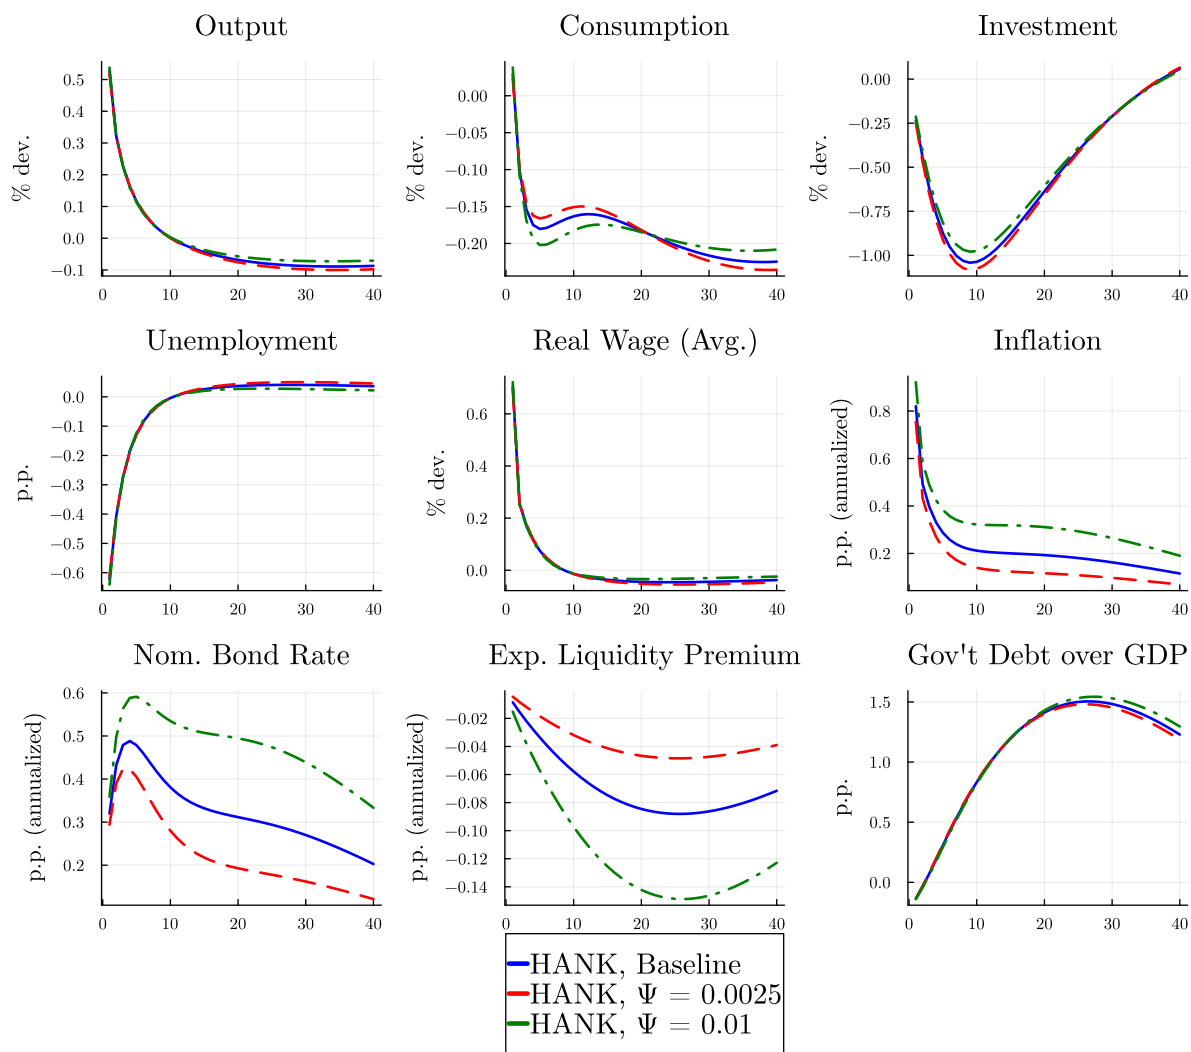 Output
Consumption
Investment
% dev.
0.5
0.4
0.3
0.2
0.1
0.0
−0.1
0 10 20 30 40
% dev.
0.00
−0.05
−0.10
−0.15
−0.20
0 10 20 30 40
% dev.
0.00
−0.25
−0.50
−0.75
−1.00
0 10 20 30 40
Unemployment
Real Wage (Avg.)
Inflation
p.p.
0.0
−0.1
−0.2
−0.3
−0.4
−0.5
−0.6
0 10 20 30 40
% dev.
0.6
0.4
0.2
0.0
0 10 20 30 40
p.p. (annualized)
0.8
0.6
0.4
0.2
0 10 20 30 40
Nom. Bond Rate
Exp. Liquidity Premium
Gov't Debt over GDP
p.p. (annualized)
0.6
0.5
0.4
0.3
0.2
0 10 20 30 40
p.p. (annualized)
−0.02
−0.04
−0.06
−0.08
−0.10
−0.12
−0.14
0 10 20 30 40
p.p.
1.5
1.0
0.5
0.0
0 10 20 30 40
HANK, Baseline
HANK, Ψ = 0.0025
HANK, Ψ = 0.01